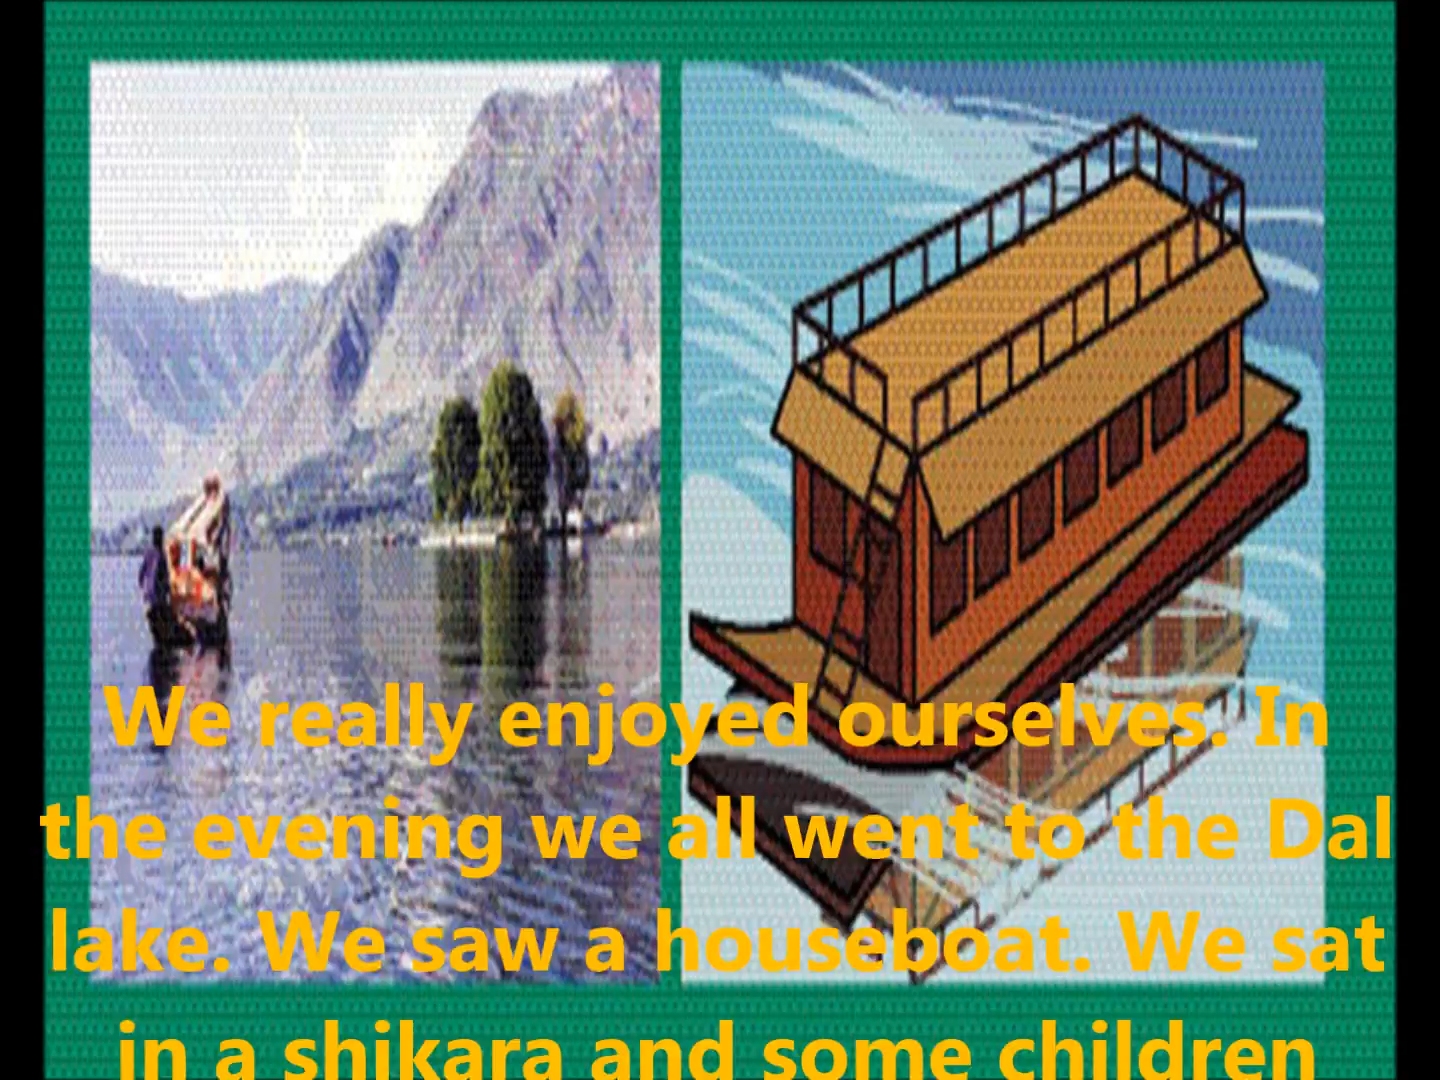 We really enjoyed ourselves. In
the evening we all went to the Dal
lake. We saw a houseboat. We sat
in a shikara and some children